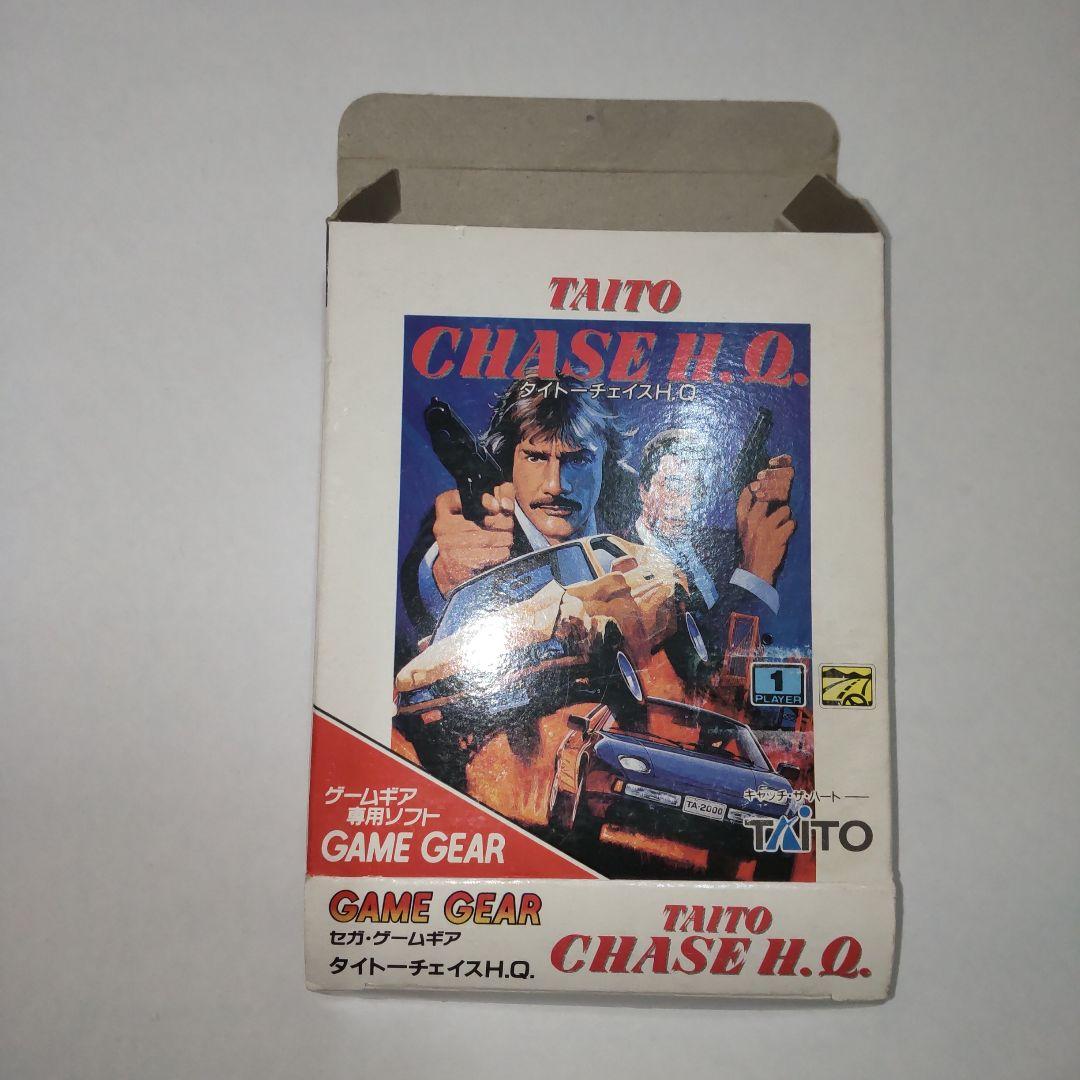 TAITO
CHASE H.Q.
タイトーチェイスH.Q.
1
PLAYER
TA-2000
キャッチ・ザ・ハート
TAITO
ゲームギア
専用ソフト
GAME GEAR
GAME GEAR
セガ・ゲームギア
タイトーチェイスH.Q.
TAITO
CHASE H.Q.